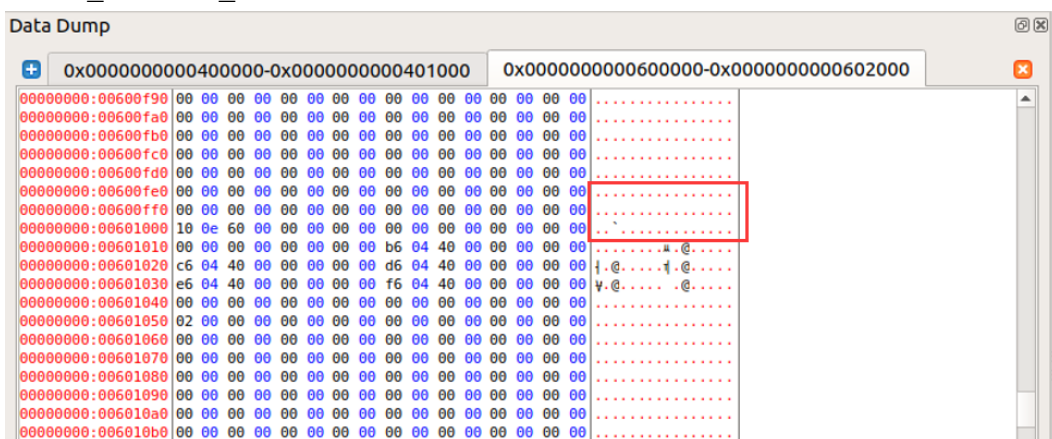 Data Dump
0x0000000000400000-0x0000000000401000 0x0000000000600000-0x0000000000602000
00000000:00600f90 00 00 00 00 00 00 00 00 00 00 00 00 00 00 00 00 ................
00000000:00600fa0 00 00 00 00 00 00 00 00 00 00 00 00 00 00 00 00 ................
00000000:00600fb0 00 00 00 00 00 00 00 00 00 00 00 00 00 00 00 00 ................
00000000:00600fc0 00 00 00 00 00 00 00 00 00 00 00 00 00 00 00 00 ................
00000000:00600fd0 00 00 00 00 00 00 00 00 00 00 00 00 00 00 00 00 ................
00000000:00600fe0 00 00 00 00 00 00 00 00 00 00 00 00 00 00 00 00 ................
00000000:00600ff0 00 00 00 00 00 00 00 00 00 00 00 00 00 00 00 00 ................
00000000:00601000 10 0e 60 00 00 00 00 00 00 00 00 00 00 00 00 00 ..`.............
00000000:00601010 00 00 00 00 00 00 00 00 b6 04 40 00 00 00 00 00 .........@.....
00000000:00601020 c6 04 40 00 00 00 00 00 d6 04 40 00 00 00 00 00 .@......@.....
00000000:00601030 e6 04 40 00 00 00 00 00 f6 04 40 00 00 00 00 00 .@..... .@.....
00000000:00601040 00 00 00 00 00 00 00 00 00 00 00 00 00 00 00 00 ................
00000000:00601050 02 00 00 00 00 00 00 00 00 00 00 00 00 00 00 00 ................
00000000:00601060 00 00 00 00 00 00 00 00 00 00 00 00 00 00 00 00 ................
00000000:00601070 00 00 00 00 00 00 00 00 00 00 00 00 00 00 00 00 ................
00000000:00601080 00 00 00 00 00 00 00 00 00 00 00 00 00 00 00 00 ................
00000000:00601090 00 00 00 00 00 00 00 00 00 00 00 00 00 00 00 00 ................
00000000:006010a0 00 00 00 00 00 00 00 00 00 00 00 00 00 00 00 00 ................
00000000:006010b0 00 00 00 00 00 00 00 00 00 00 00 00 00 00 00 00 ................